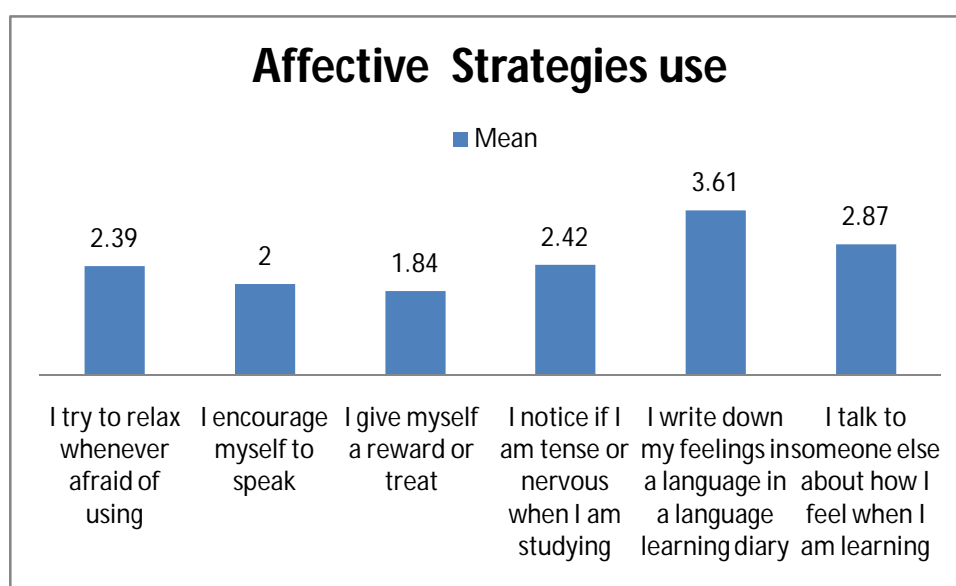 Affective Strategies use
Mean
2.39
2
1.84
2.42
3.61
2.87
I try to relax
whenever
afraid of
using
I encourage
myself to
speak
I give myself
a reward or
treat
I notice if I
am tense or
nervous
when I am
studying
I write down
my feelings in
a language in
a language
learning diary
I talk to
someone else
about how I
feel when I
am learning